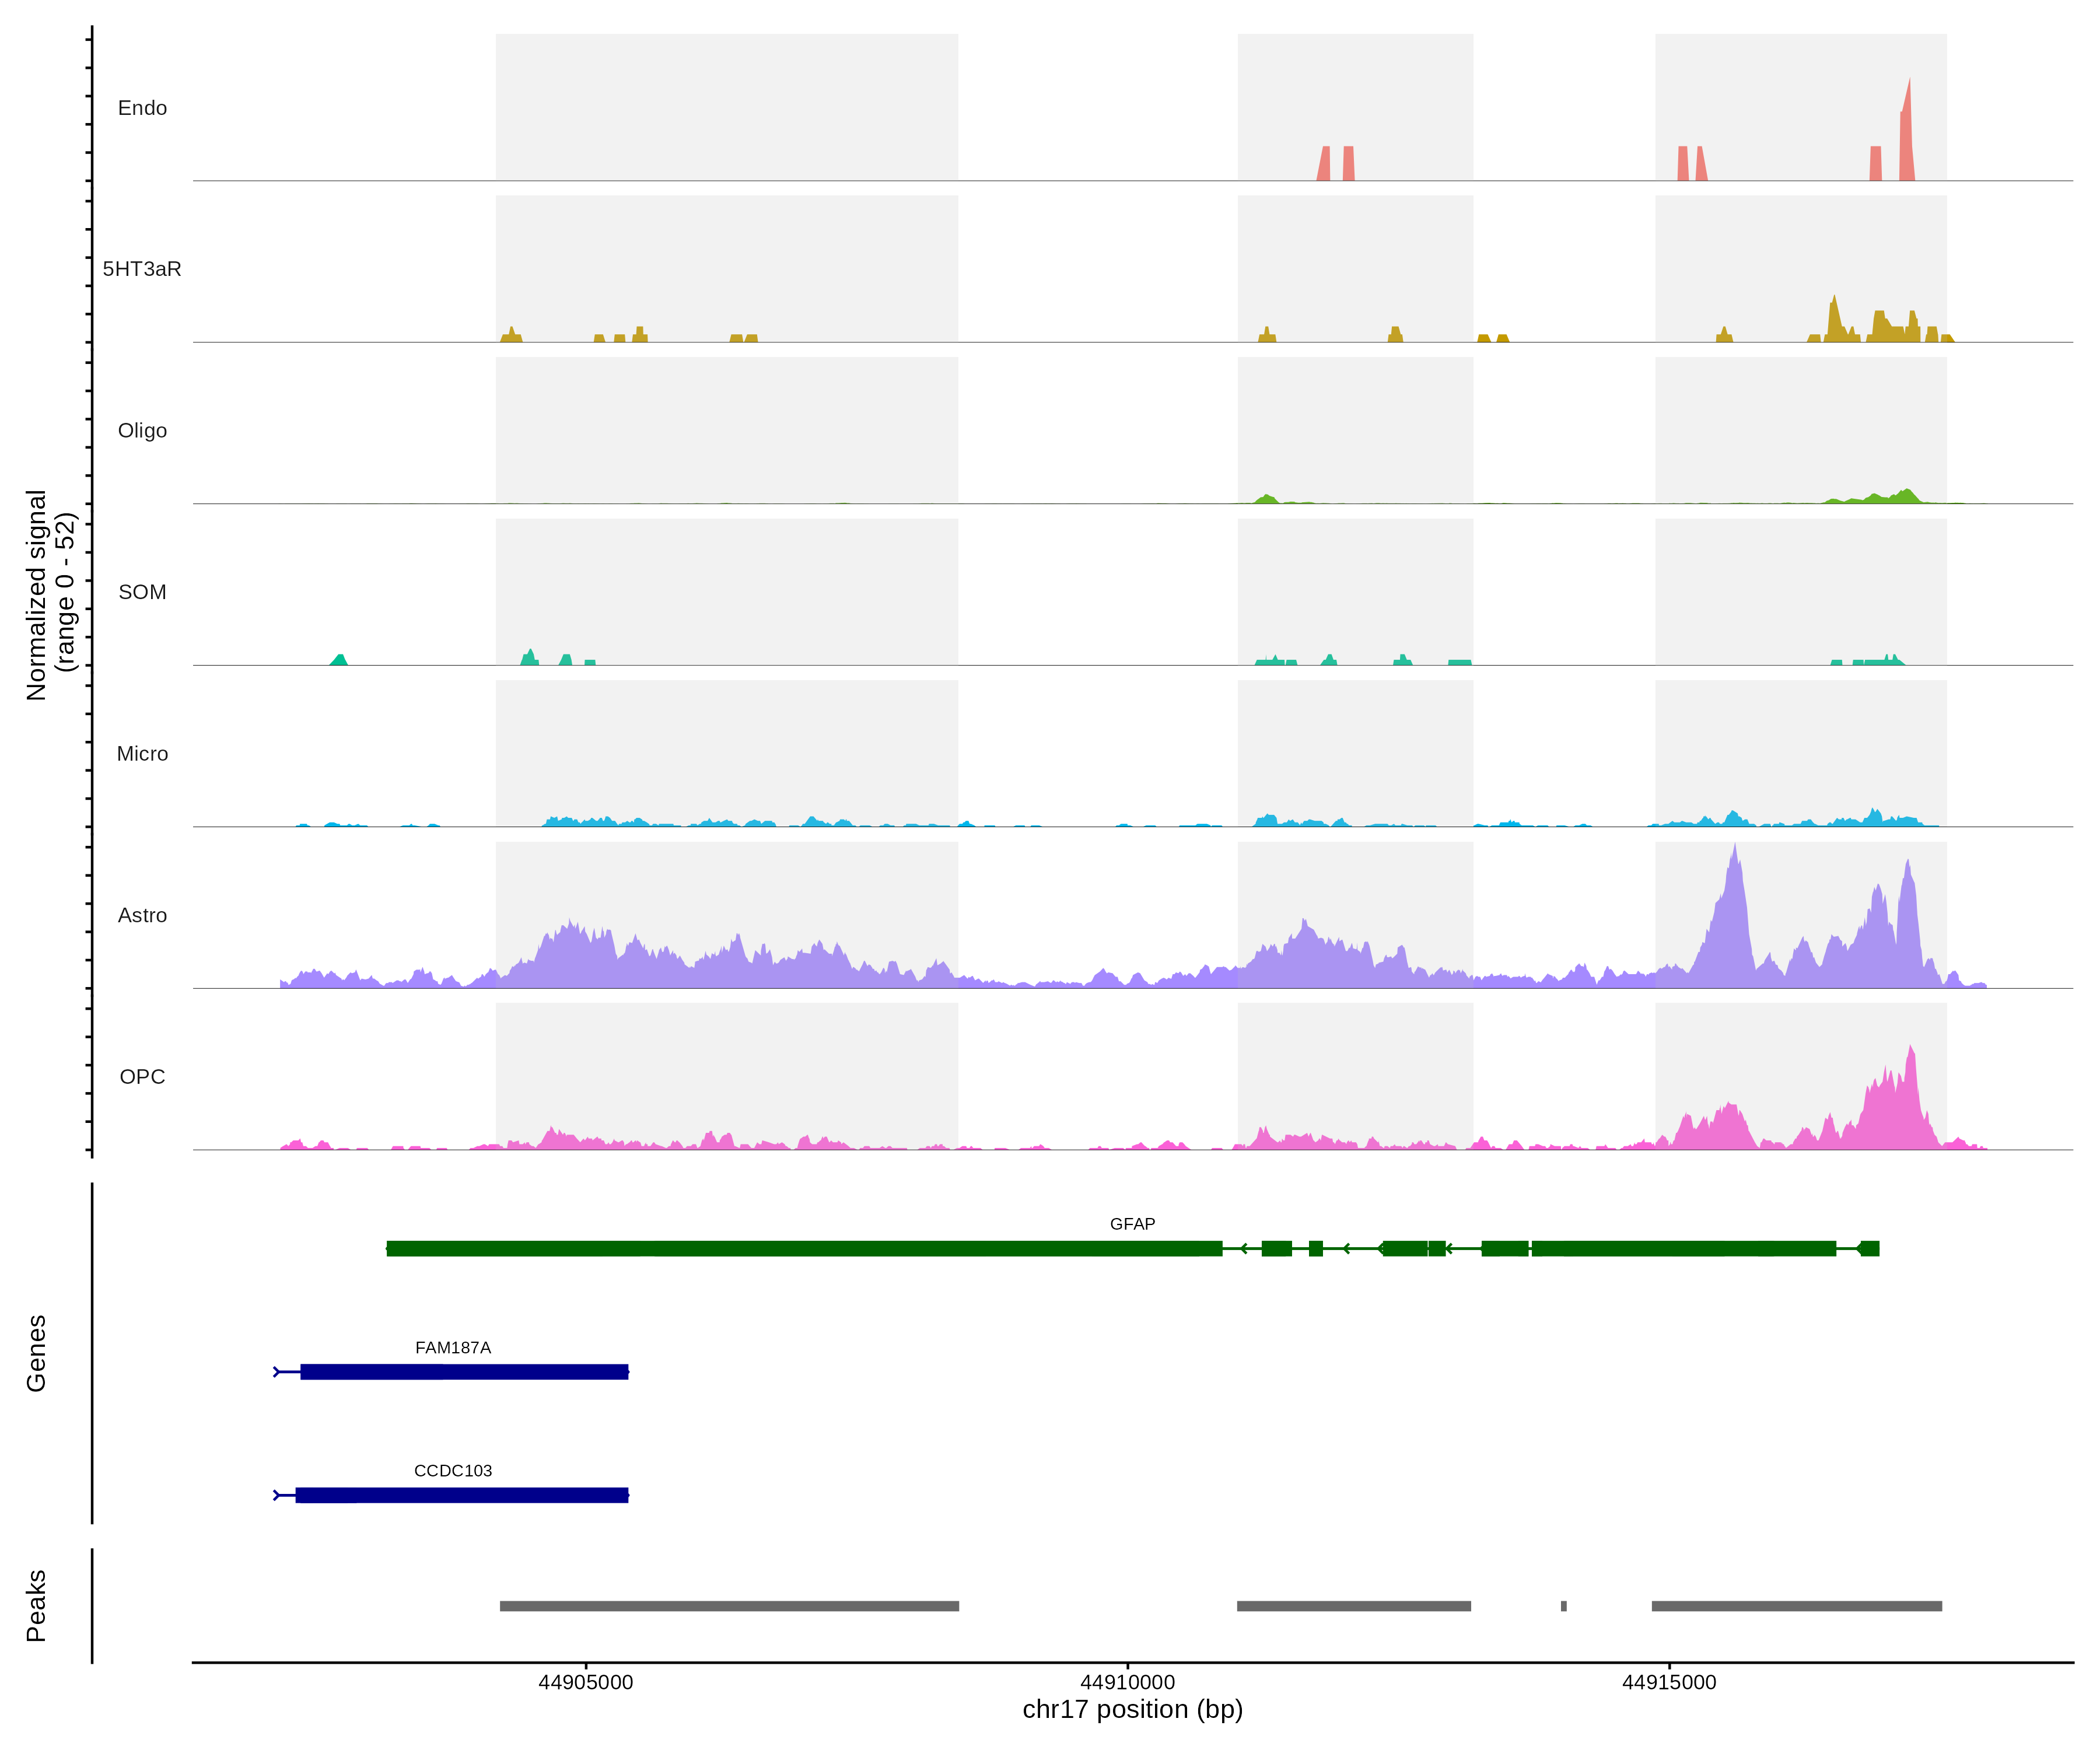 Normalized signal
(range 0 - 52)
Endo
5HT3aR
Oligo
SOM
Micro
Astro
OPC
Genes
GFAP
FAM187A
CCDC103
Peaks
44905000 44910000 44915000
chr17 position (bp)